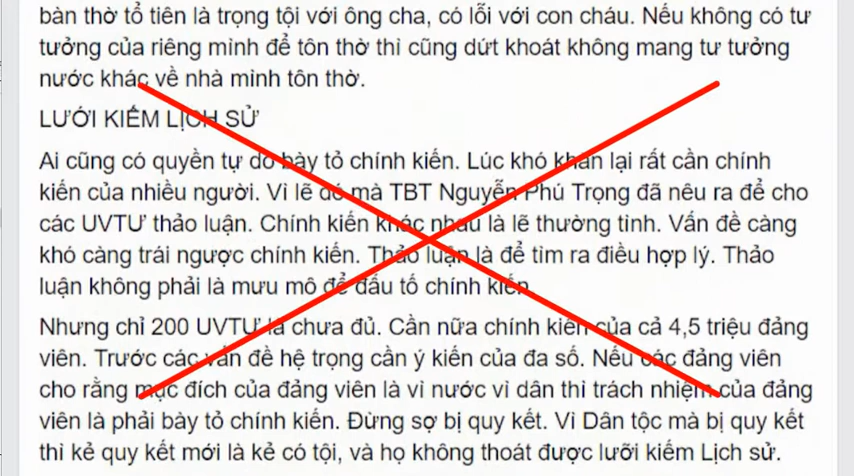 bàn thờ tổ tiên là trọng tội với ông cha, có lỗi với con cháu. Nếu không có tư
tưởng của riêng mình để tôn thờ thì cũng dứt khoát không mang tư tưởng
nước khác về nhà mình tôn thờ.
LƯỚI KIẾM LỊCH SỬ
Ai cũng có quyền tự do bày tỏ chính kiến. Lúc khó khăn lại rất cần chính
kiến của nhiều người. Vì lẽ đó mà TBT Nguyễn Phú Trọng đã nêu ra để cho
các UVTƯ thảo luận. Chính kiến khác nhau là lẽ thường tình. Vấn đề càng
khó càng trái ngược chính kiến. Thảo luận là để tìm ra điều hợp lý. Thảo
luận không phải là mưu mô để đấu tố chính kiến.
Nhưng chỉ 200 UVTƯ là chưa đủ. Cần nữa chính kiến của cả 4,5 triệu đảng
viên. Trước các vấn đề hệ trọng cần ý kiến của đa số. Nếu các đảng viên
cho rằng mục đích của đảng viên là vì nước vì dân thì trách nhiệm của đảng
viên là phải bày tỏ chính kiến. Đừng sợ bị quy kết. Vì Dân tộc mà bị quy kết
thì kẻ quy kết mới là kẻ có tội, và họ không thoát được lưỡi kiếm Lịch sử.